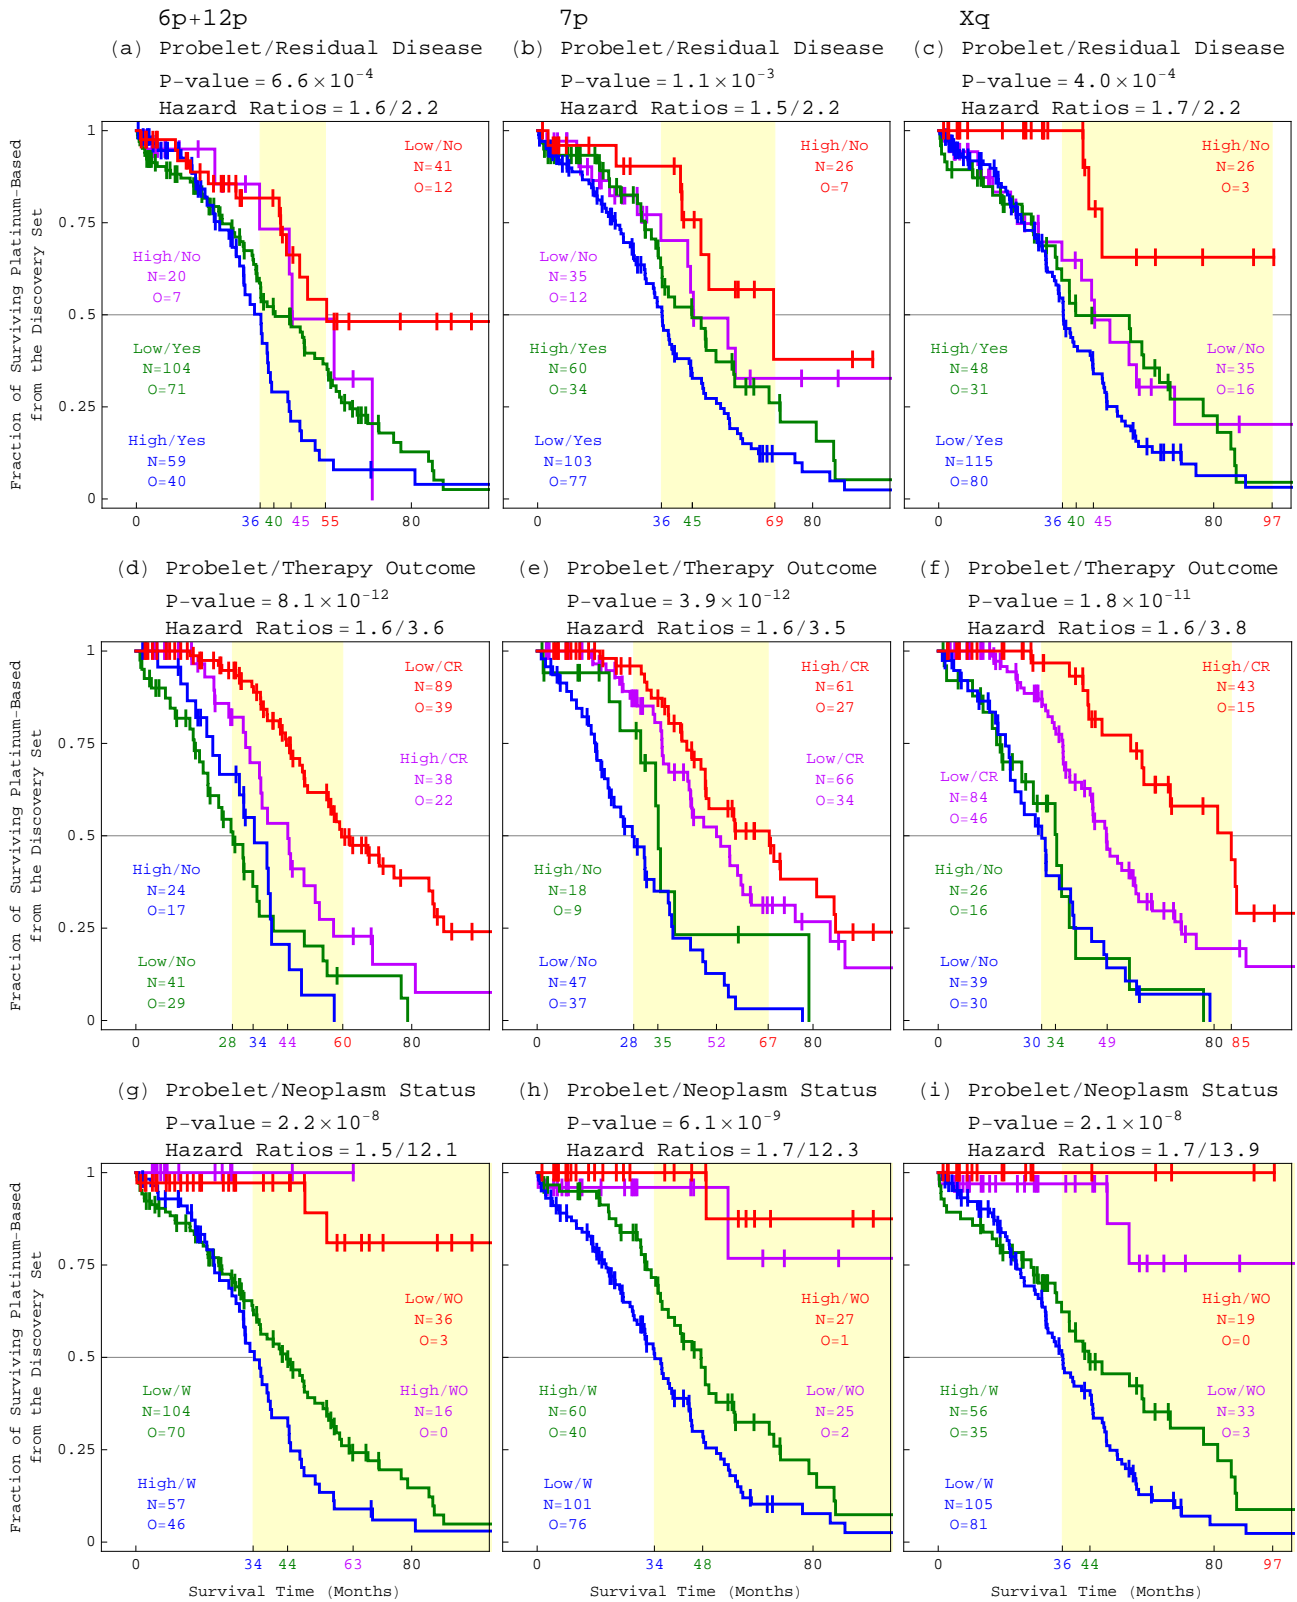 6p+12p
7p
Xq
(a) Probelet/Residual Disease
P-value = 6.6×10⁻⁴
Hazard Ratios = 1.6/2.2
(b) Probelet/Residual Disease
P-value = 1.1×10⁻³
Hazard Ratios = 1.5/2.2
(c) Probelet/Residual Disease
P-value = 4.0×10⁻⁴
Hazard Ratios = 1.7/2.2
Fraction of Surviving Platinum-Based
from the Discovery Set
1
0.75
0.5
0.25
0
Low/No
N=41
O=12
High/No
N=20
O=7
Low/Yes
N=104
O=71
High/Yes
N=59
O=40
0 36 40 45 55 80
High/No
N=26
O=7
Low/No
N=35
O=12
High/Yes
N=60
O=34
Low/Yes
N=103
O=77
0 36 45 69 80
High/No
N=26
O=3
Low/No
N=35
O=16
High/Yes
N=48
O=31
Low/Yes
N=115
O=80
0 36 40 45 80 97
(d) Probelet/Therapy Outcome
P-value = 8.1×10⁻¹²
Hazard Ratios = 1.6/3.6
(e) Probelet/Therapy Outcome
P-value = 3.9×10⁻¹²
Hazard Ratios = 1.6/3.5
(f) Probelet/Therapy Outcome
P-value = 1.8×10⁻¹¹
Hazard Ratios = 1.6/3.8
Fraction of Surviving Platinum-Based
from the Discovery Set
1
0.75
0.5
0.25
0
Low/CR
N=89
O=39
High/CR
N=38
O=22
High/No
N=24
O=17
Low/No
N=41
O=29
0 28 34 44 60 80
High/CR
N=61
O=27
Low/CR
N=66
O=34
High/No
N=18
O=9
Low/No
N=47
O=37
0 28 35 52 67 80
High/CR
N=43
O=15
Low/CR
N=84
O=46
High/No
N=26
O=16
Low/No
N=39
O=30
0 30 34 49 80 85
(g) Probelet/Neoplasm Status
P-value = 2.2×10⁻⁸
Hazard Ratios = 1.5/12.1
(h) Probelet/Neoplasm Status
P-value = 6.1×10⁻⁹
Hazard Ratios = 1.7/12.3
(i) Probelet/Neoplasm Status
P-value = 2.1×10⁻⁸
Hazard Ratios = 1.7/13.9
Fraction of Surviving Platinum-Based
from the Discovery Set
1
0.75
0.5
0.25
0
Low/WO
N=36
O=3
Low/W
N=104
O=70
High/WO
N=16
O=0
High/W
N=57
O=46
0 34 44 63 80
Survival Time (Months)
High/WO
N=27
O=1
High/W
N=60
O=40
Low/WO
N=25
O=2
Low/W
N=101
O=76
0 34 48 80
Survival Time (Months)
High/WO
N=19
O=0
High/W
N=56
O=35
Low/WO
N=33
O=3
Low/W
N=105
O=81
0 36 44 80 97
Survival Time (Months)